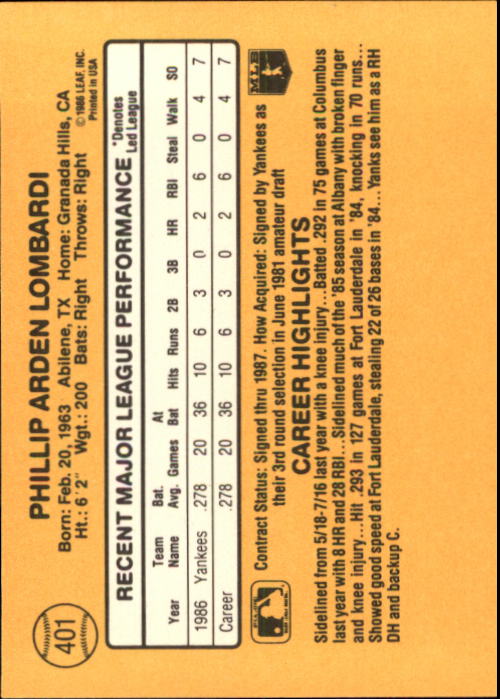 401
PHILLIP ARDEN LOMBARDI
Born: Feb. 20, 1963 Abilene, TX Home: Granada Hills, CA
Ht.: 6' 2" Wgt.: 200 Bats: Right Throws: Right
© 1986 LEAF, INC.
Printed in USA
RECENT MAJOR LEAGUE PERFORMANCE
*Denotes
Led League
Year Team Name Bat. Avg. Games At Bat Hits Runs 2B 3B HR RBI Steal Walk SO
1986 Yankees .278 20 36 10 6 3 0 2 6 0 4 7
Career .278 20 36 10 6 3 0 2 6 0 4 7
Contract Status: Signed thru 1987. How Acquired: Signed by Yankees as
their 3rd round selection in June 1981 amateur draft
MLB
CAREER HIGHLIGHTS
Sidelined from 5/18-7/16 last year with a knee injury...Batted .292 in 75 games at Columbus
last year with 8 HR and 28 RBI...Sidelined much of the '85 season at Albany with broken finger
and knee injury...Hit .293 in 127 games at Fort Lauderdale in '84, knocking in 70 runs...
Showed good speed at Fort Lauderdale, stealing 22 of 26 bases in '84...Yanks see him as a RH
DH and backup C.